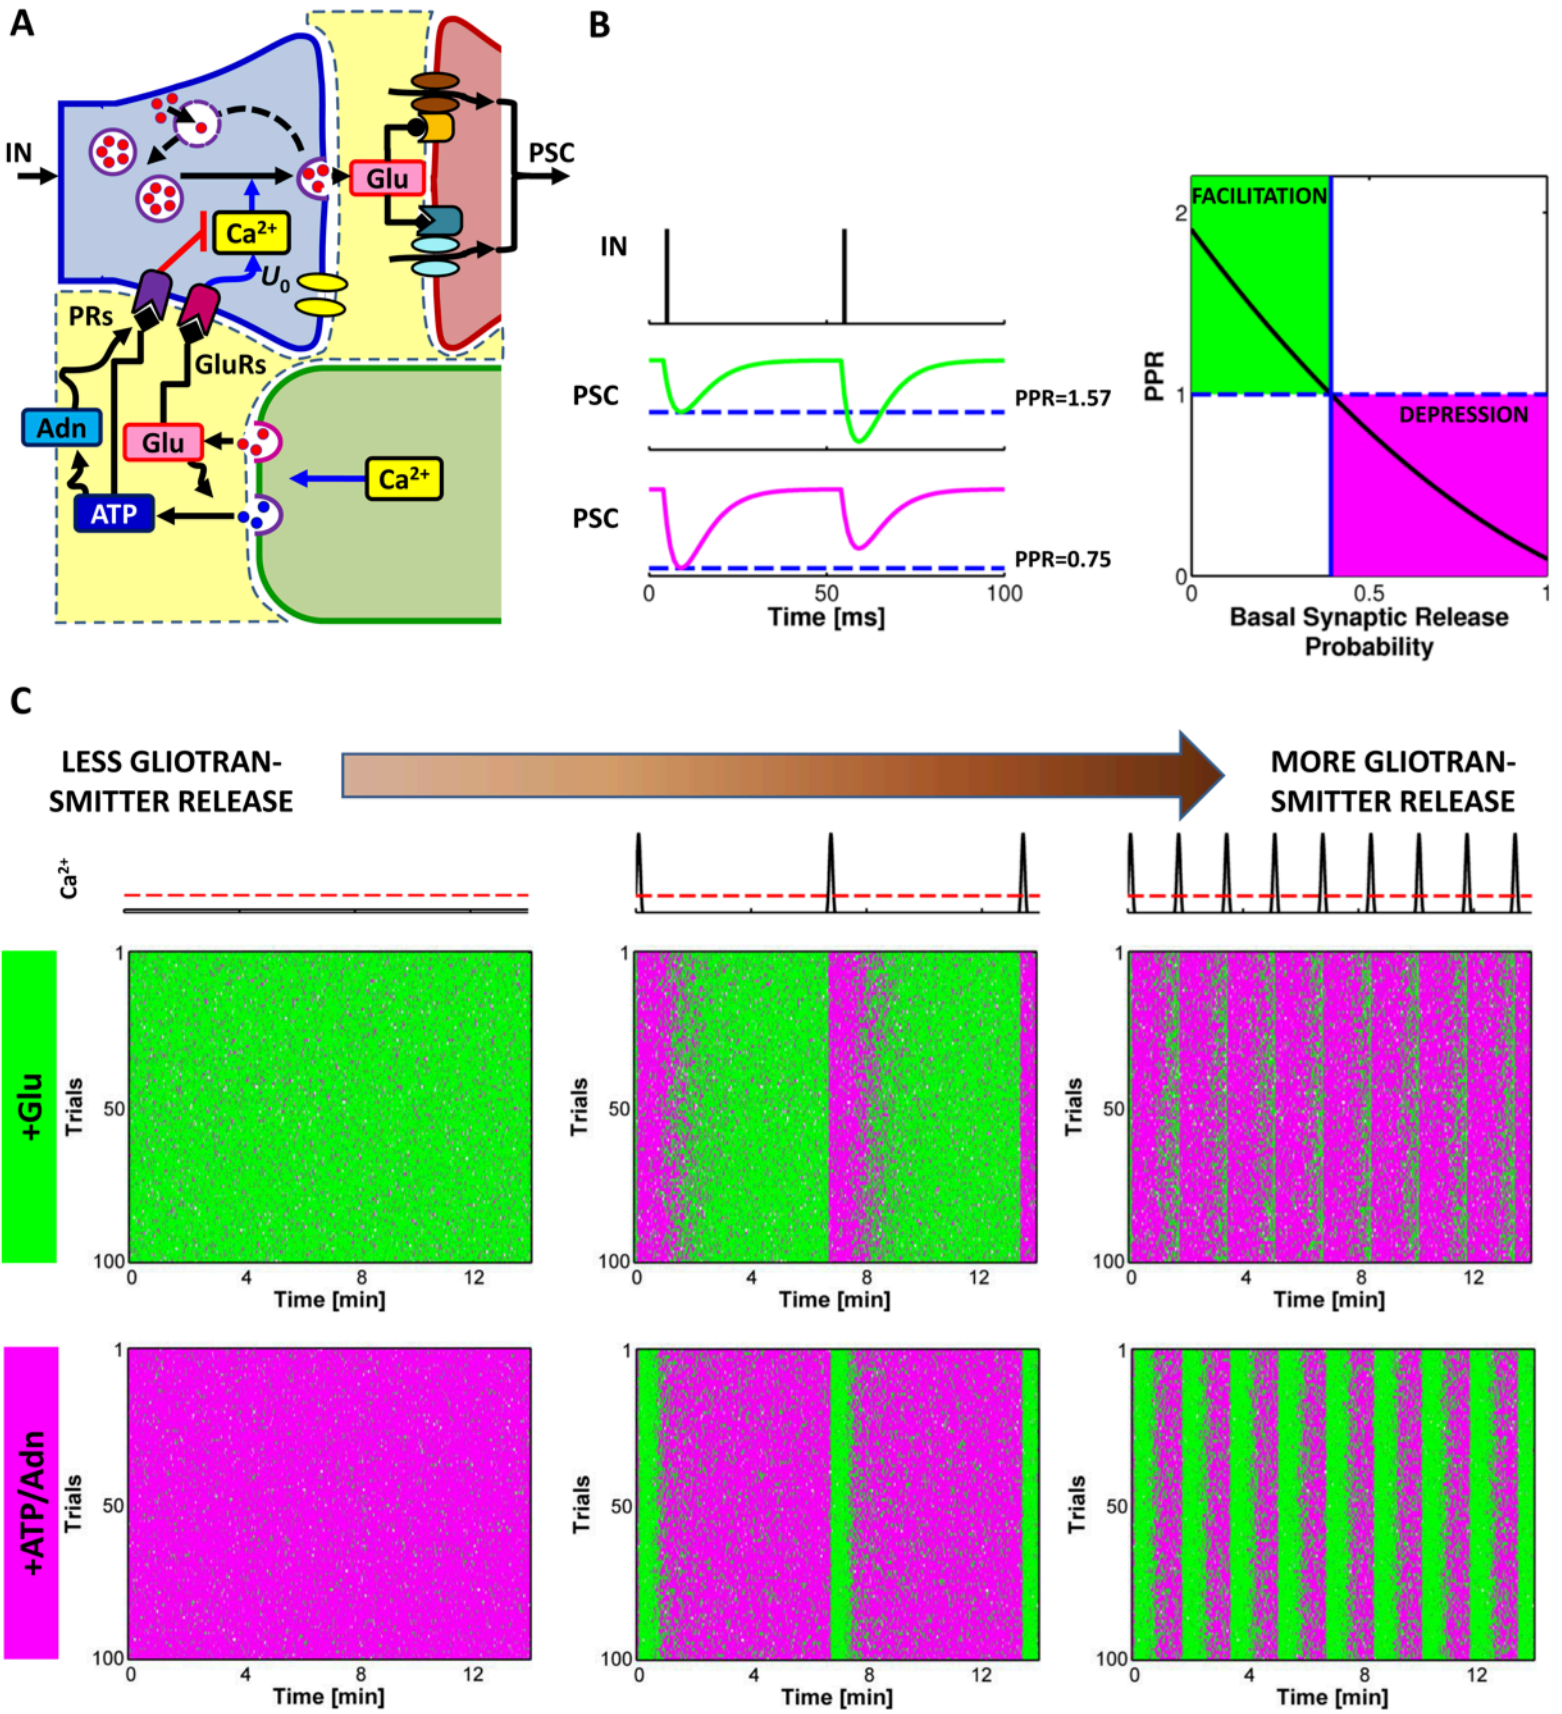 A
IN
Glu
PSC
Ca2+
U0
PRs
GluRs
Adn
Glu
Ca2+
ATP
B
IN
PSC
PPR=1.57
PSC
PPR=0.75
0
50
100
Time [ms]
FACILITATION
2
PPR
1
DEPRESSION
0
0
0.5
1
Basal Synaptic Release
Probability
C
LESS GLIOTRAN-
SMITTER RELEASE
MORE GLIOTRAN-
SMITTER RELEASE
Ca2+
+Glu
Trials
1
50
100
0 4 8 12
Time [min]
Trials
1
50
100
0 4 8 12
Time [min]
Trials
1
50
100
0 4 8 12
Time [min]
+ATP/Adn
Trials
1
50
100
0 4 8 12
Time [min]
Trials
1
50
100
0 4 8 12
Time [min]
Trials
1
50
100
0 4 8 12
Time [min]